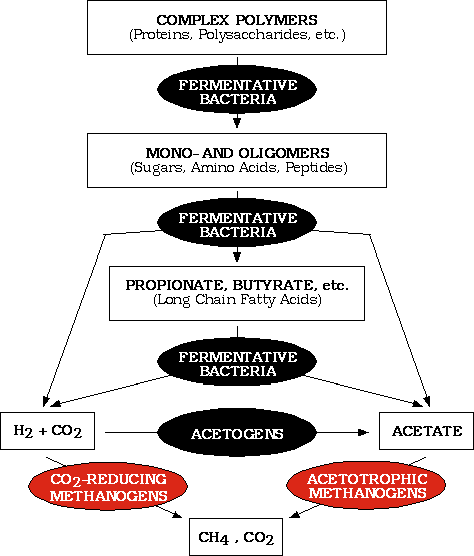 COMPLEX POLYMERS
(Proteins, Polysaccharides, etc.)
FERMENTATIVE
BACTERIA
MONO-AND OLIGOMERS
(Sugars, Amino Acids, Peptides)
FERMENTATIVE
BACTERIA
PROPIONATE, BUTYRATE, etc.
(Long Chain Fatty Acids)
FERMENTATIVE
BACTERIA
H2 + CO2
ACETOGENS
ACETATE
CO2-REDUCING
METHANOGENS
ACETOTROPHIC
METHANOGENS
CH4 , CO2